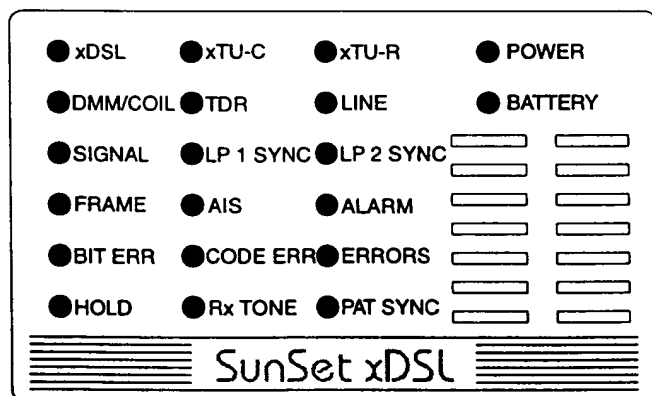 xDSL xTU-C xTU-R POWER
DMM/COIL TDR LINE BATTERY
SIGNAL LP 1 SYNC LP 2 SYNC
FRAME AIS ALARM
BIT ERR CODE ERR ERRORS
HOLD Rx TONE PAT SYNC
SunSet xDSL